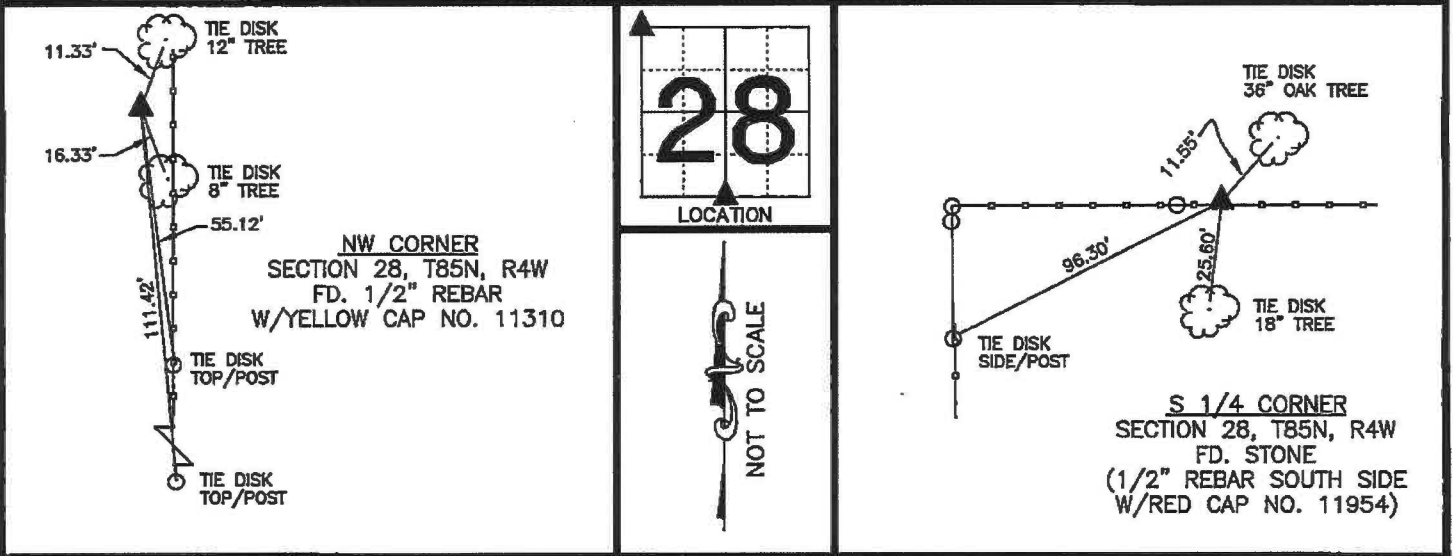 TIE DISK
12" TREE
11.33'
16.33'
TIE DISK
8" TREE
55.12'
111.42'
NW CORNER
SECTION 28, T85N, R4W
FD. 1/2" REBAR
W/YELLOW CAP NO. 11310
TIE DISK
TOP/POST
TIE DISK
TOP/POST
28
LOCATION
NOT TO SCALE
TIE DISK
36" OAK TREE
11.55'
96.30'
25.60'
TIE DISK
18" TREE
TIE DISK
SIDE/POST
S 1/4 CORNER
SECTION 28, T85N, R4W
FD. STONE
(1/2" REBAR SOUTH SIDE
W/RED CAP NO. 11954)